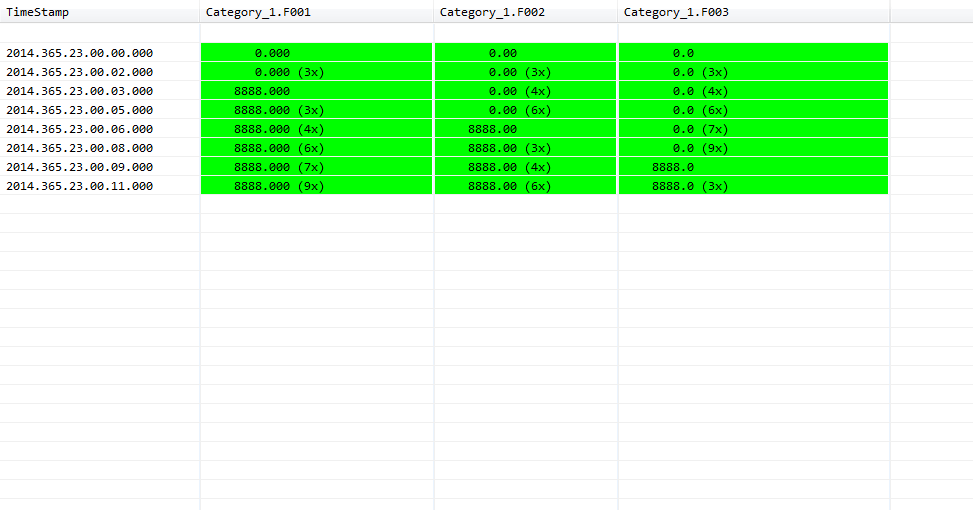 TimeStamp Category_1.F001 Category_1.F002 Category_1.F003
2014.365.23.00.00.000 0.000 0.00 0.0
2014.365.23.00.02.000 0.000 (3x) 0.00 (3x) 0.0 (3x)
2014.365.23.00.03.000 8888.000 0.00 (4x) 0.0 (4x)
2014.365.23.00.05.000 8888.000 (3x) 0.00 (6x) 0.0 (6x)
2014.365.23.00.06.000 8888.000 (4x) 8888.00 0.0 (7x)
2014.365.23.00.08.000 8888.000 (6x) 8888.00 (3x) 0.0 (9x)
2014.365.23.00.09.000 8888.000 (7x) 8888.00 (4x) 8888.0
2014.365.23.00.11.000 8888.000 (9x) 8888.00 (6x) 8888.0 (3x)